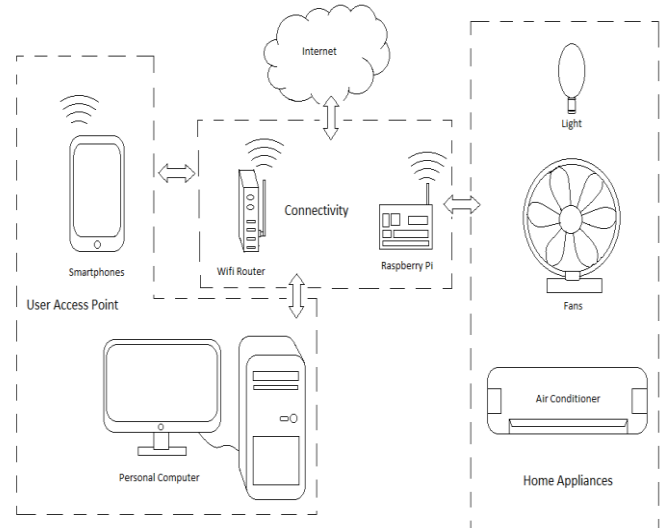 Internet
Light
Connectivity
Smartphones
Wifi Router
Raspberry Pi
User Access Point
Fans
Air Conditioner
Personal Computer
Home Appliances